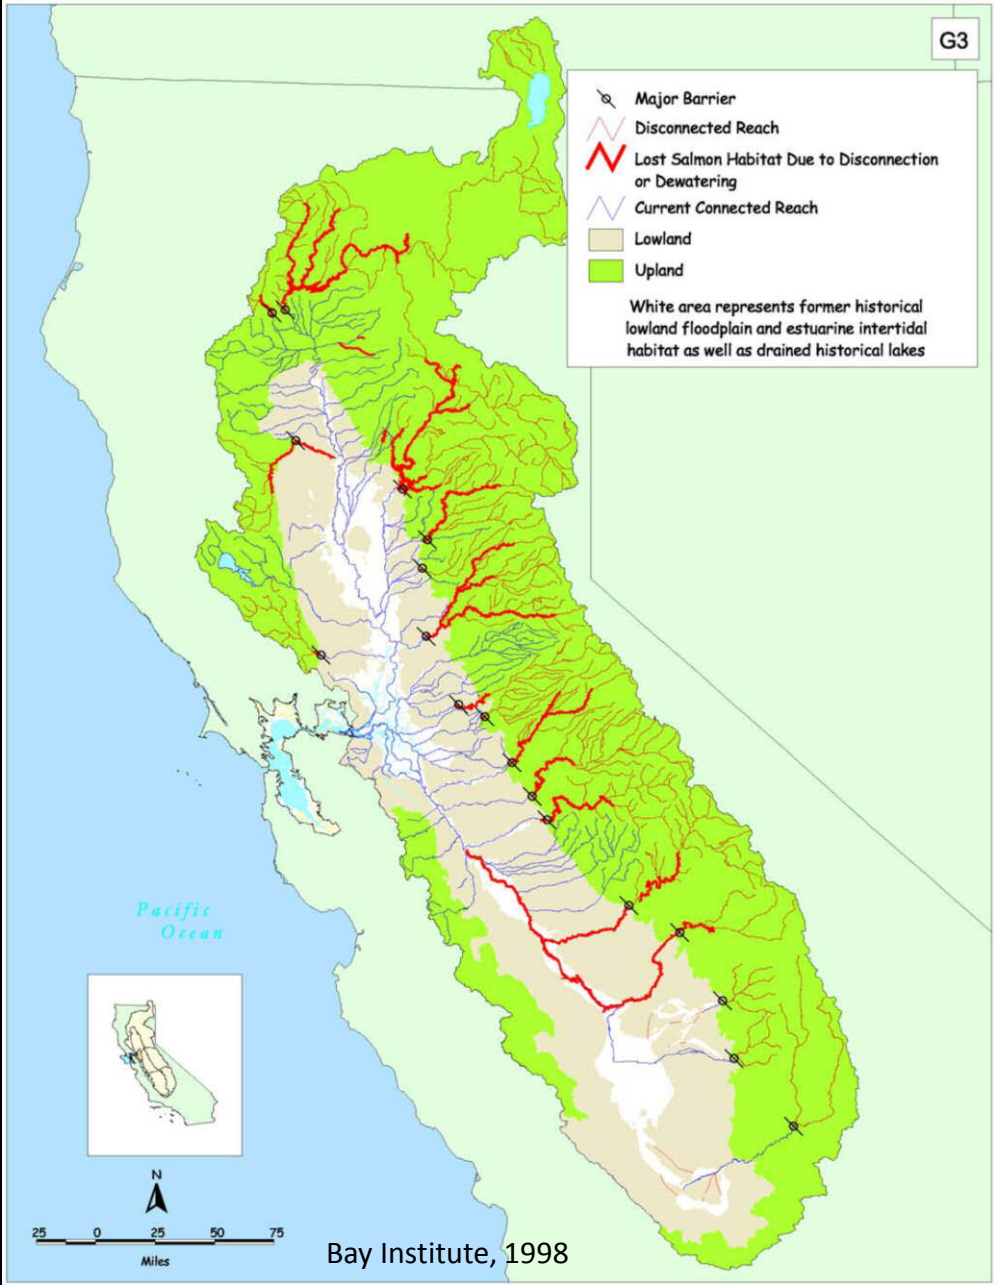 G3
Major Barrier
Disconnected Reach
Lost Salmon Habitat Due to Disconnection
or Dewatering
Current Connected Reach
Lowland
Upland
White area represents former historical
lowland floodplain and estuarine intertidal
habitat as well as drained historical lakes
Pacific
Ocean
N
25 0 25 50 75
Miles
Bay Institute, 1998